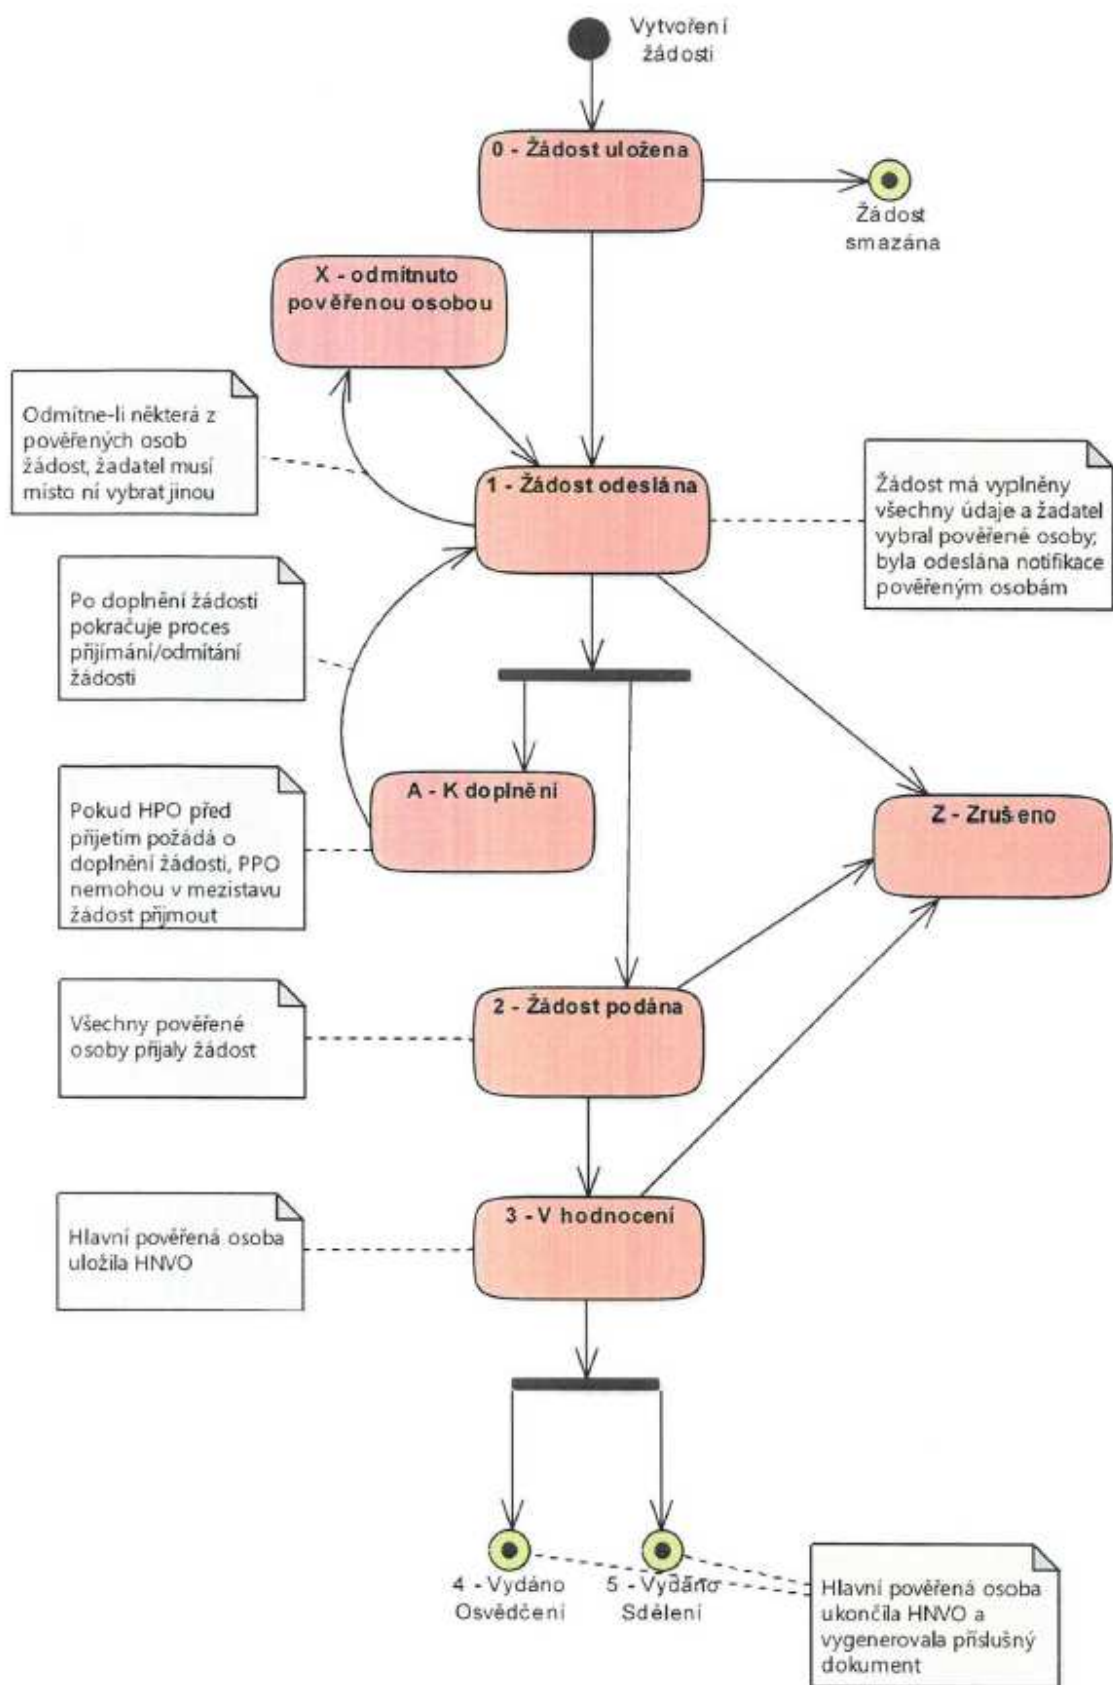 Vytvoření
žádosti
0 - Žádost uložena
Žádost
smazána
X - odmítnuto
pověřenou osobou
Odmítne-li některá z
pověřených osob
žádost, žadatel musí
místo ní vybrat jinou
1 - Žádost odeslána
Žádost má vyplněny
všechny údaje a žadatel
vybral pověřené osoby;
byla odeslána notifikace
pověřeným osobám
Po doplnění žádosti
pokračuje proces
přijímání/odmítání
žádosti
A - K doplnění
Pokud HPO před
přijetím požádá o
doplnění žádosti, PPO
nemohou v mezistavu
žádost přijmout
Z - Zrušeno
2 - Žádost podána
Všechny pověřené
osoby přijaly žádost
3 - V hodnocení
Hlavní pověřená osoba
uložila HNVO
4 - Vydáno
Osvědčení
5 - Vydáno
Sdělení
Hlavní pověřená osoba
ukončila HNVO a
vygenerovala příslušný
dokument